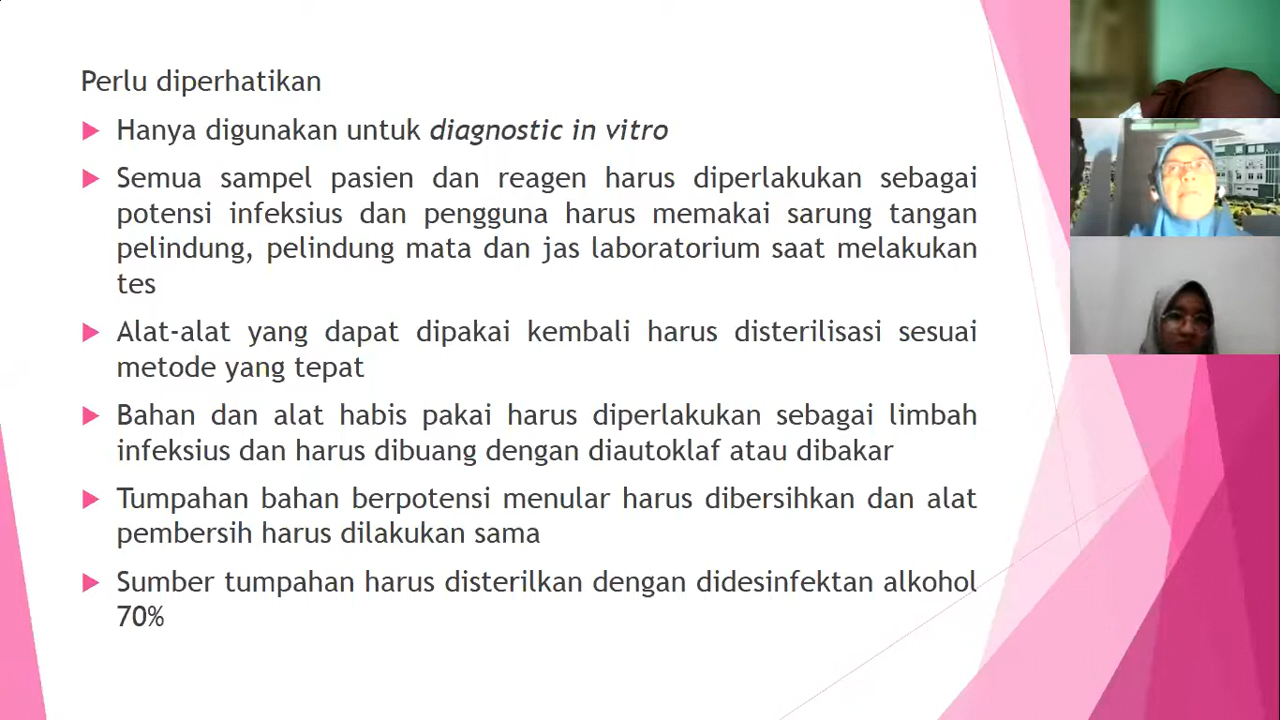 Perlu diperhatikan
Hanya digunakan untuk diagnostic in vitro
Semua sampel pasien dan reagen harus diperlakukan sebagai
potensi infeksius dan pengguna harus memakai sarung tangan
pelindung, pelindung mata dan jas laboratorium saat melakukan
tes
Alat-alat yang dapat dipakai kembali harus disterilisasi sesuai
metode yang tepat
Bahan dan alat habis pakai harus diperlakukan sebagai limbah
infeksius dan harus dibuang dengan diautoklaf atau dibakar
Tumpahan bahan berpotensi menular harus dibersihkan dan alat
pembersih harus dilakukan sama
Sumber tumpahan harus disterilkan dengan didesinfektan alkohol
70%